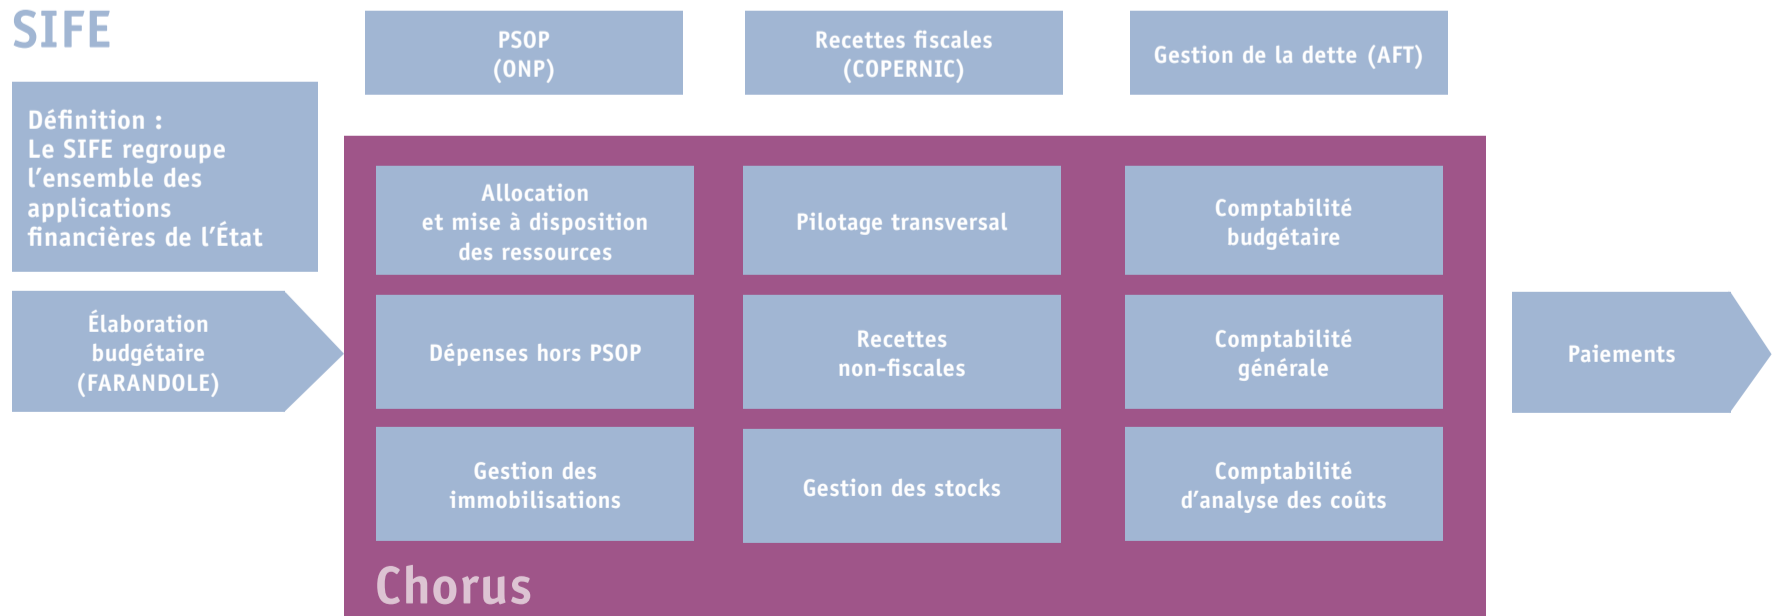 SIFE
PSOP
(ONP)
Recettes fiscales
(COPERNIC)
Gestion de la dette (AFT)
Définition :
Le SIFE regroupe
l’ensemble des
applications
financières de l’État
Élaboration
budgétaire
(FARANDOLE)
Allocation
et mise à disposition
des ressources
Pilotage transversal
Comptabilité
budgétaire
Dépenses hors PSOP
Recettes
non-fiscales
Comptabilité
générale
Gestion des
immobilisations
Gestion des stocks
Comptabilité
d’analyse des coûts
Chorus
Paiements